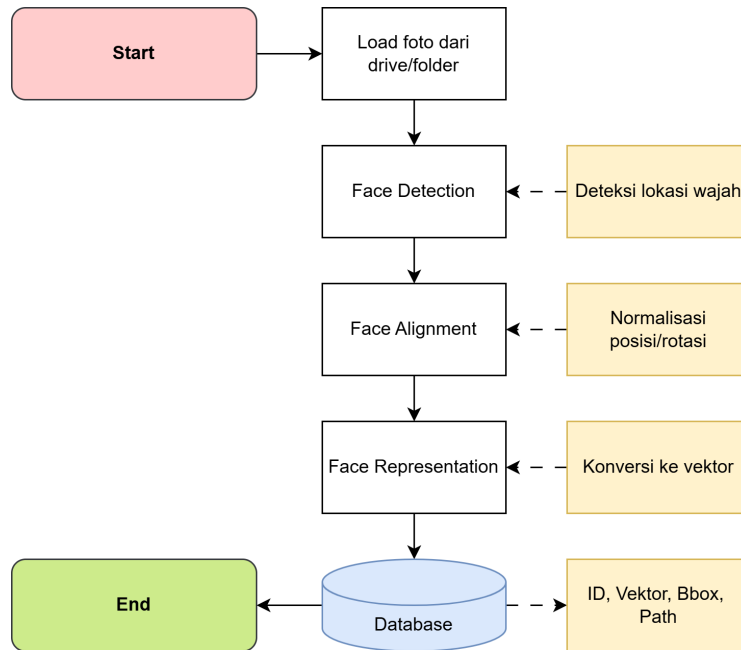 Start
Load foto dari
drive/folder
Face Detection
Deteksi lokasi wajah
Face Alignment
Normalisasi
posisi/rotasi
Face Representation
Konversi ke vektor
End
Database
ID, Vektor, Bbox,
Path